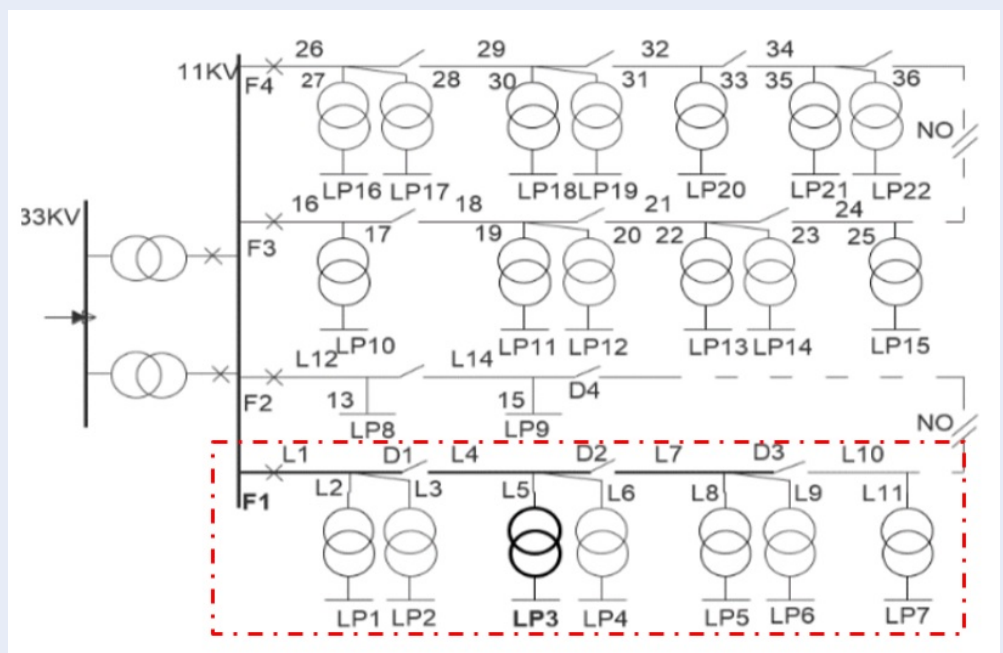 26 29 32 34
11KV F4 27 28 30 31 33 35 36
NO
LP16 LP17 LP18 LP19 LP20 LP21 LP22
33KV 16 18 21 24
F3 17 19 20 22 23 25
LP10 LP11 LP12 LP13 LP14 LP15
L12 L14
F2 13 15 D4
LP8 LP9 NO
L1 D1 L4 D2 L7 D3 L10
F1 L2 L3 L5 L6 L8 L9 L11
LP1 LP2 LP3 LP4 LP5 LP6 LP7